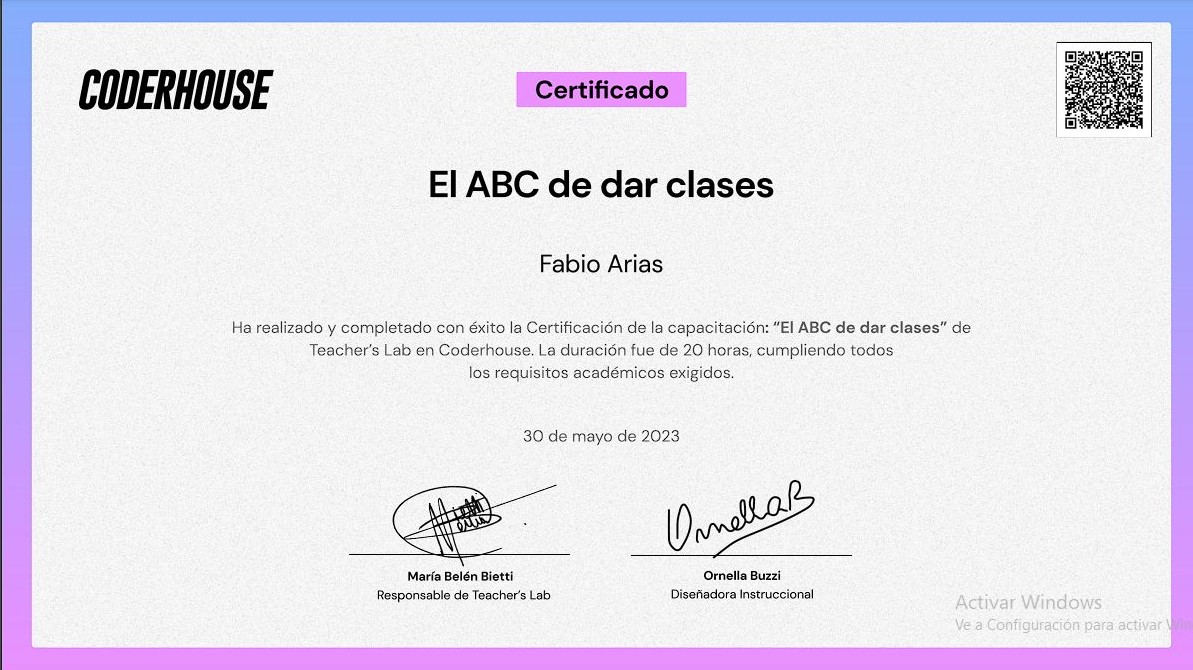 CODERHOUSE
Certificado
El ABC de dar clases
Fabio Arias
Ha realizado y completado con éxito la Certificación de la capacitación: “El ABC de dar clases” de
Teacher’s Lab en Coderhouse. La duración fue de 20 horas, cumpliendo todos
los requisitos académicos exigidos.
30 de mayo de 2023
OrnellaB
María Belén Bietti
Responsable de Teacher’s Lab
Ornella Buzzi
Diseñadora Instruccional
Activar Windows
Ve a Configuración para activar Win